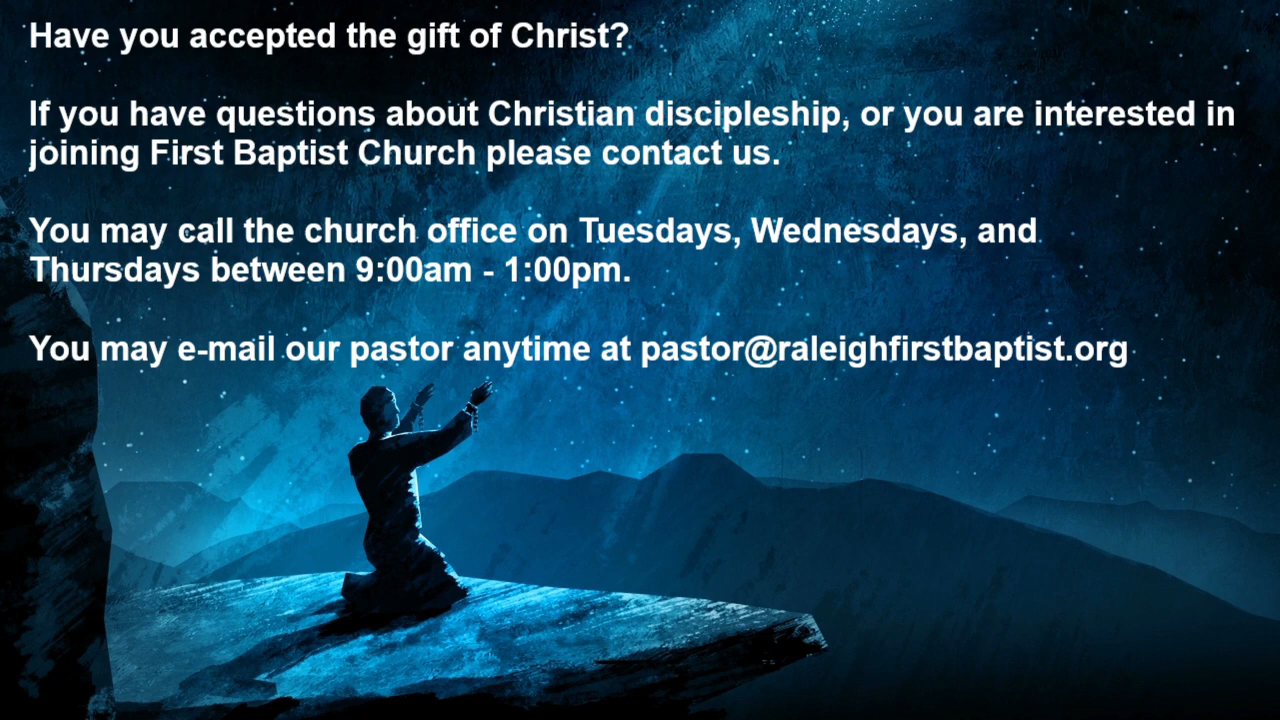 Have you accepted the gift of Christ?
If you have questions about Christian discipleship, or you are interested in
joining First Baptist Church please contact us.
You may call the church office on Tuesdays, Wednesdays, and
Thursdays between 9:00am - 1:00pm.
You may e-mail our pastor anytime at pastor@raleighfirstbaptist.org